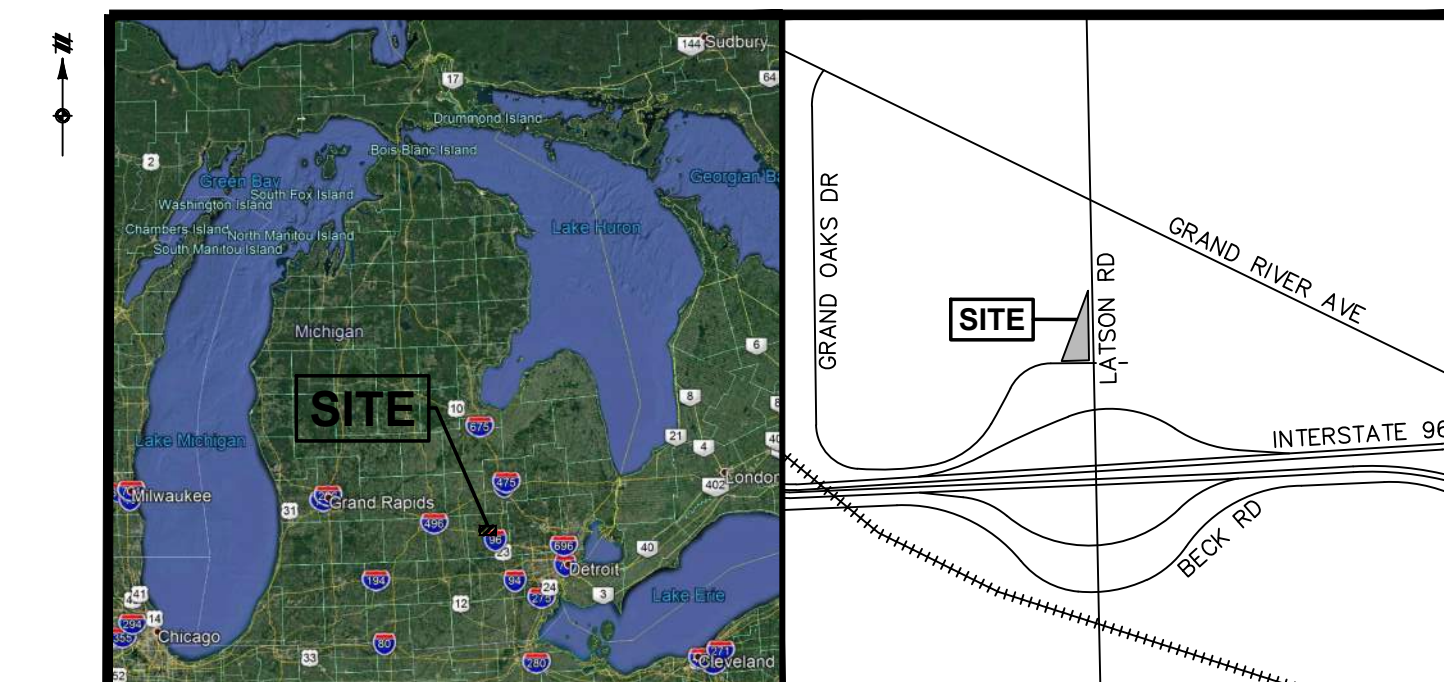 144
Sudbury
17
64
Drummond Island
2
Bois Blanc Island
Green Bay
Georgian B
South Fox Island
Washington Island
Chambers Island
North Manitou Island
South Manitou Island
Lake Huron
Michigan
6
SITE
8
10
675
21
4
Lake Michigan
402
London
475
Milwaukee
Grand Rapids
31
496
96
696
40
Detroit
194
94
24
12
3
Lake Erie
41
294
14
355
Chicago
80
33
280
271
Cleveland
52
GRAND OAKS DR
GRAND RIVER AVE
LATSON RD
SITE
INTERSTATE 96
BECK RD